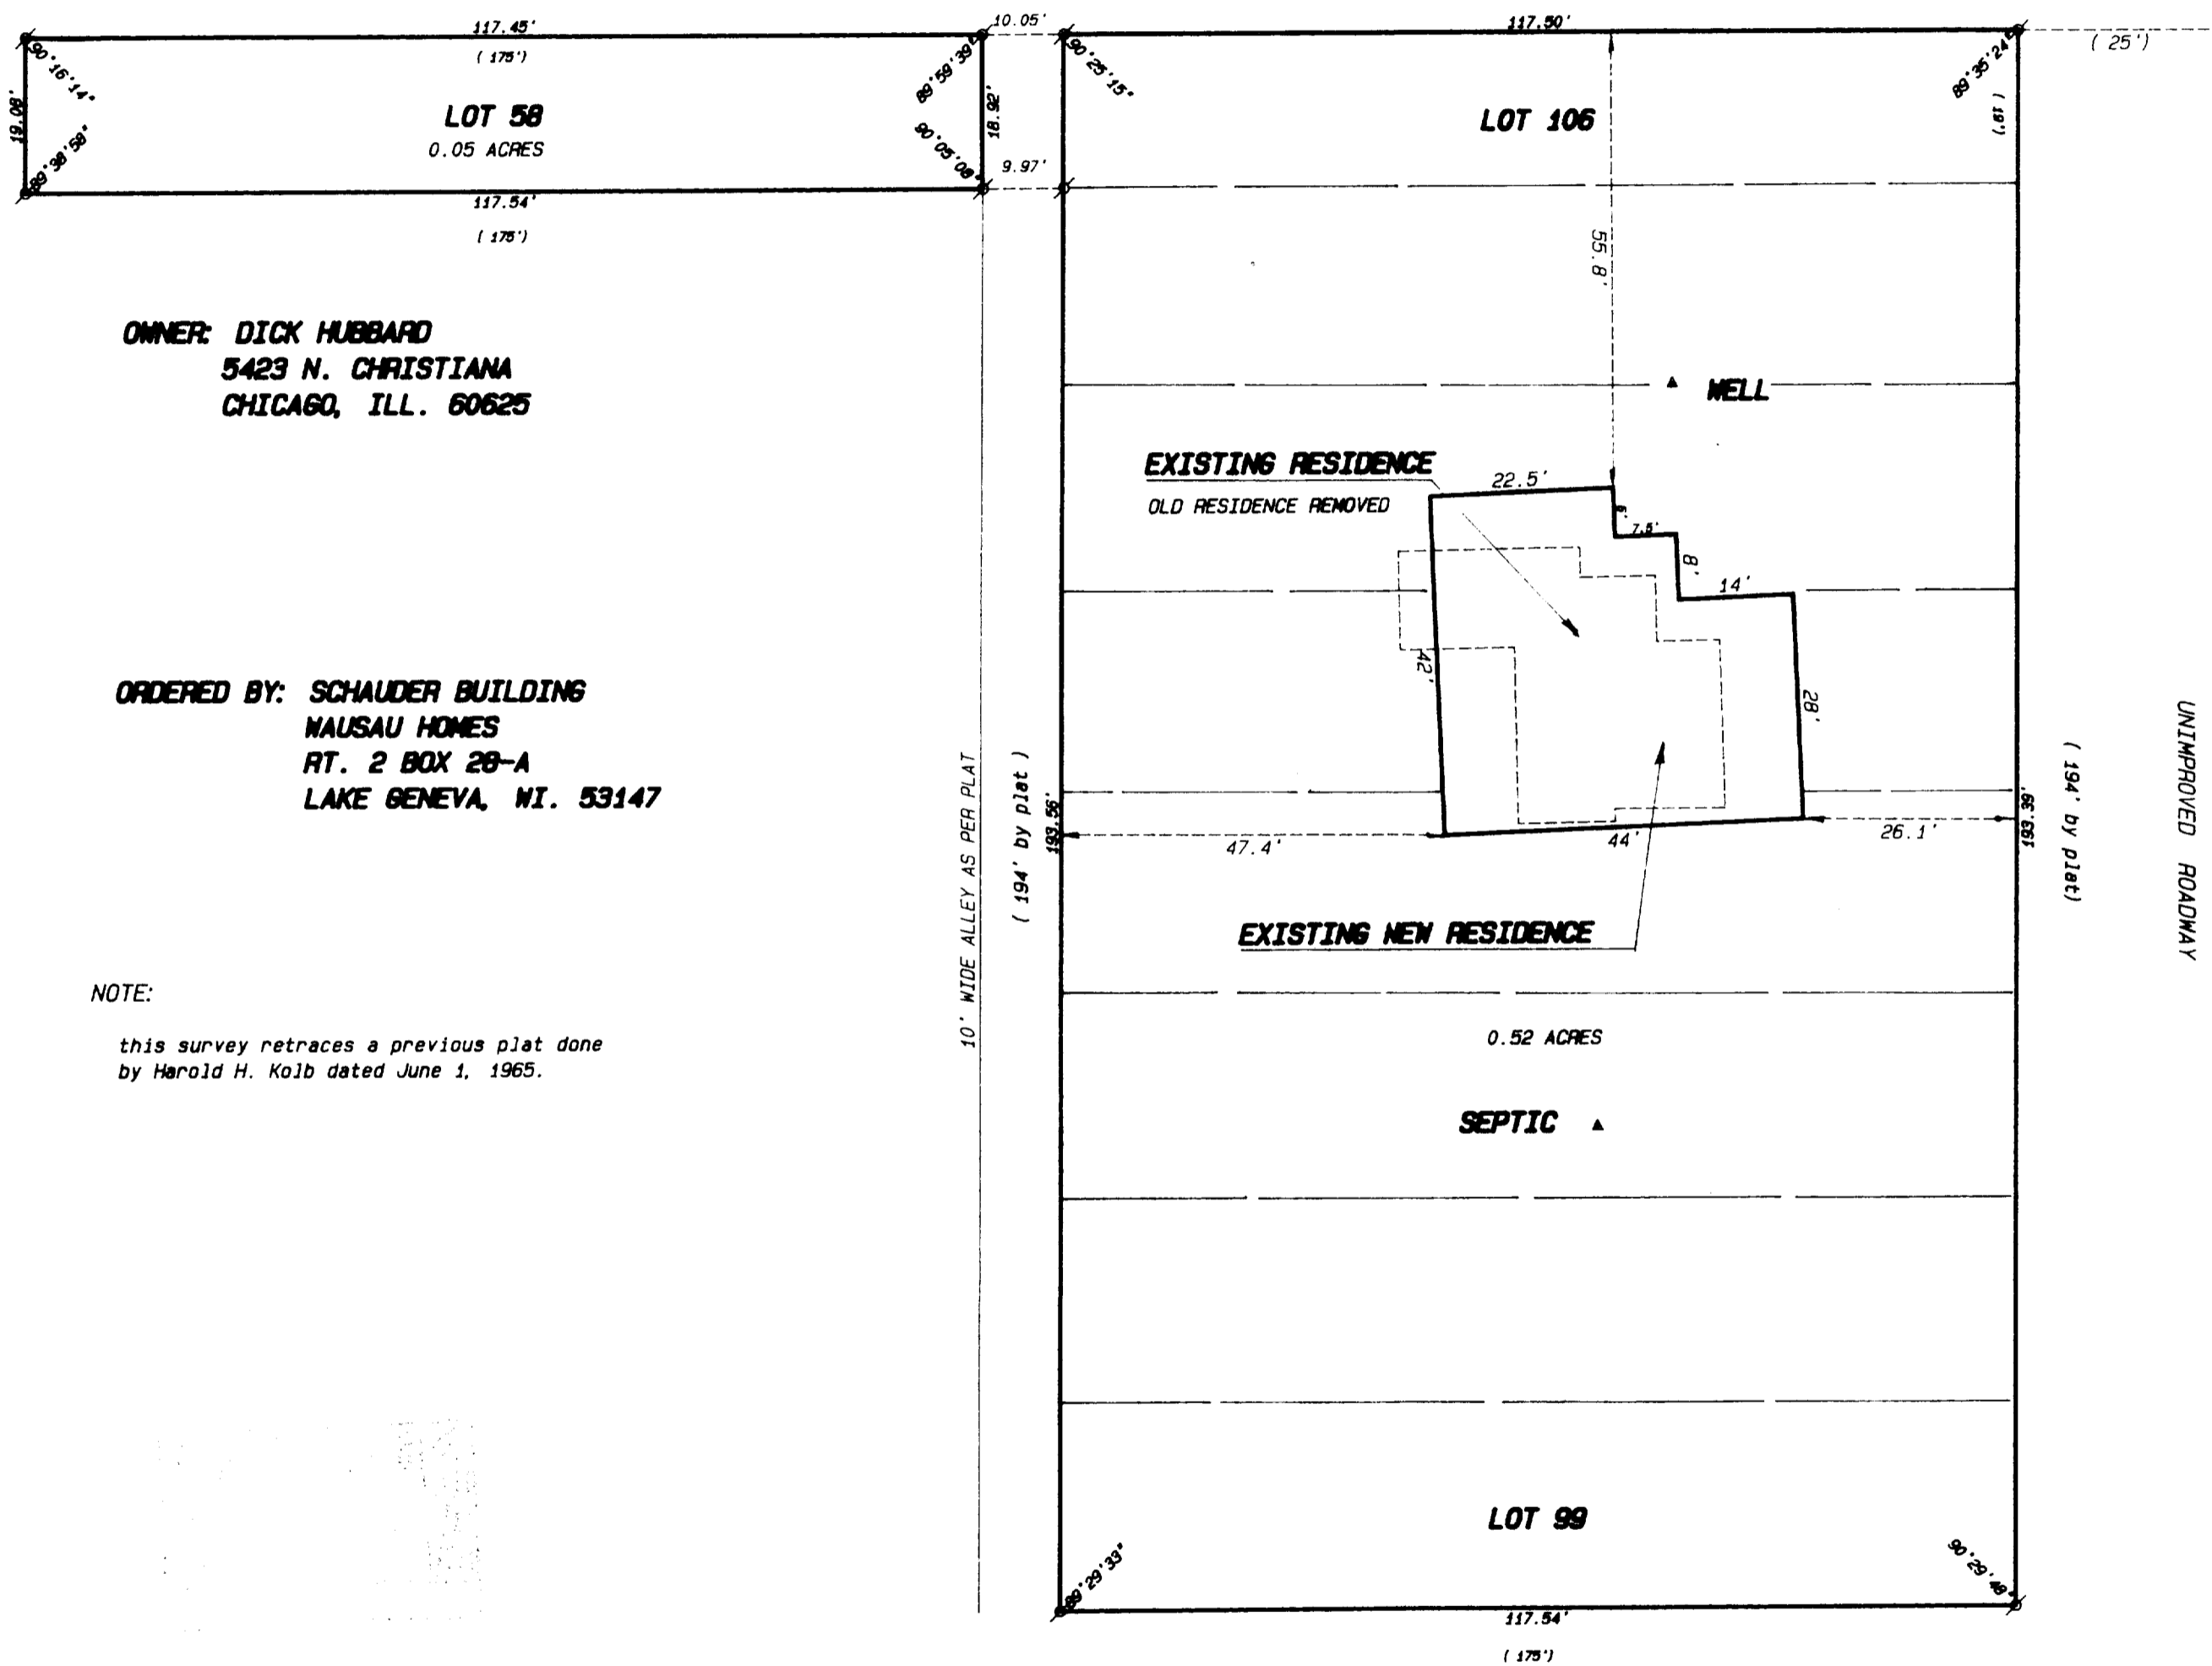 117.45'
10.05'
117.50'
( 175')
( 25')
90°16'14"
89°59'39"
90°25'15"
89°35'24"
19.08'
18.92'
( 19')
LOT 58
LOT 106
0.05 ACRES
89°38'58"
90°05'08"
9.97'
117.54'
( 175')
55.8'
OWNER: DICK HUBBARD
5423 N. CHRISTIANA
CHICAGO, ILL. 60625
WELL
EXISTING RESIDENCE
OLD RESIDENCE REMOVED
22.5'
6'
7.5'
8'
14'
42'
28'
ORDERED BY: SCHAUDER BUILDING
WAUSAU HOMES
RT. 2 BOX 28-A
LAKE GENEVA, WI. 53147
10' WIDE ALLEY AS PER PLAT
( 194' by plat )
193.56'
47.4'
44'
26.1'
193.39'
( 194' by plat)
UNIMPROVED ROADWAY
EXISTING NEW RESIDENCE
NOTE:
this survey retraces a previous plat done
by Harold H. Kolb dated June 1, 1965.
0.52 ACRES
SEPTIC
LOT 99
89°29'33"
90°29'48"
117.54'
( 175')